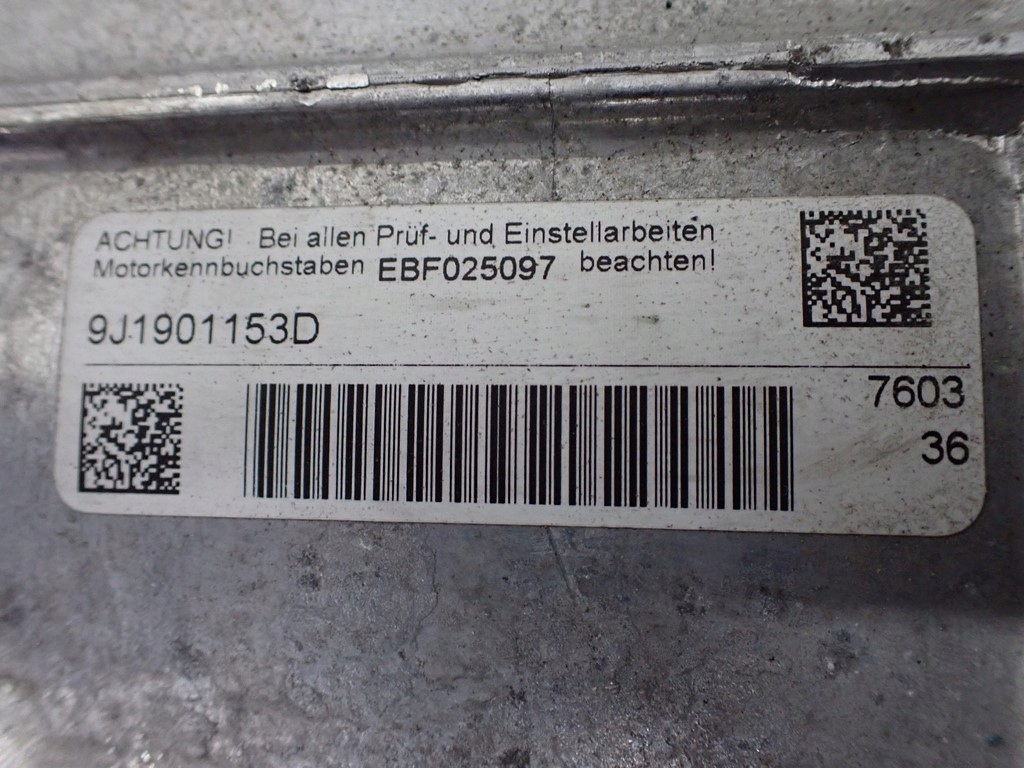 ACHTUNG! Bei allen Prüf- und Einstellarbeiten
Motorkennbuchstaben EBF025097 beachten!
9J1901153D
7603
36